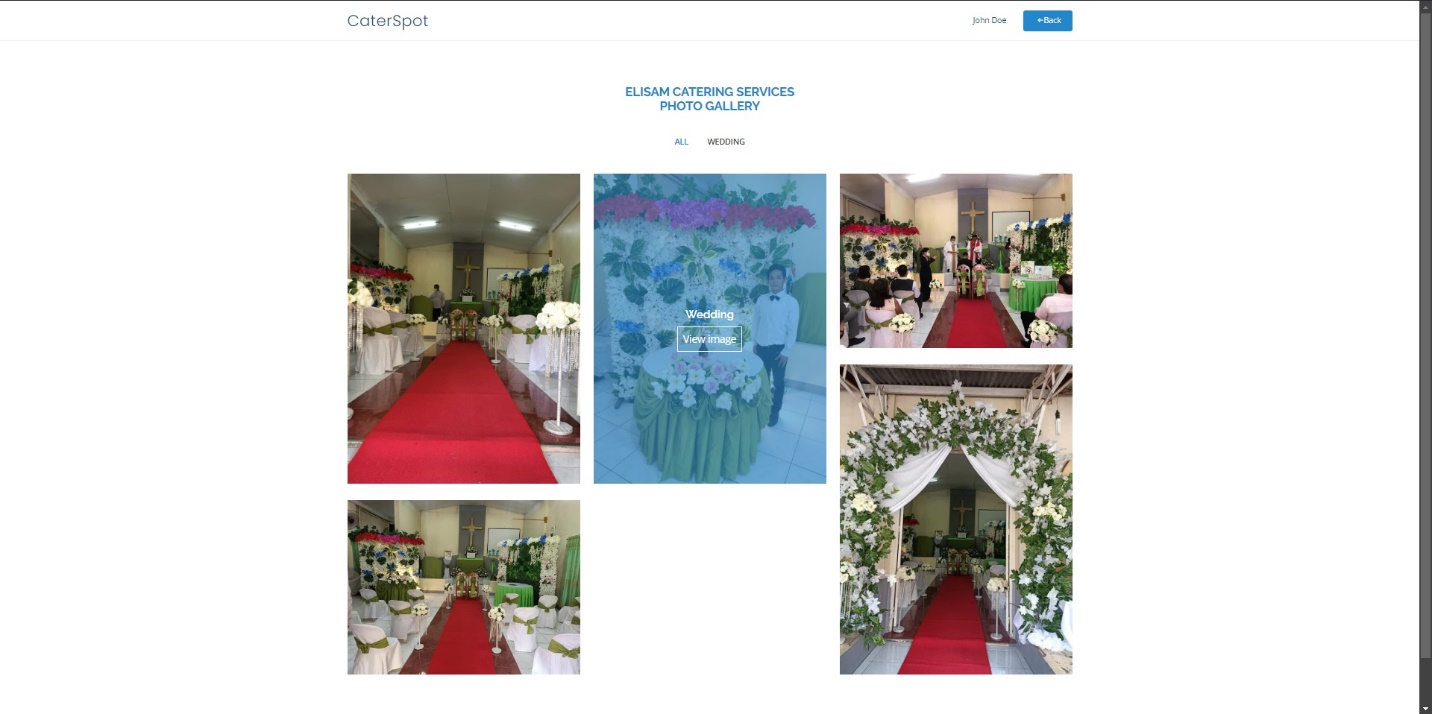 CaterSpot
John Doe
←Back
ELISAM CATERING SERVICES
PHOTO GALLERY
ALL WEDDING
Wedding
View image